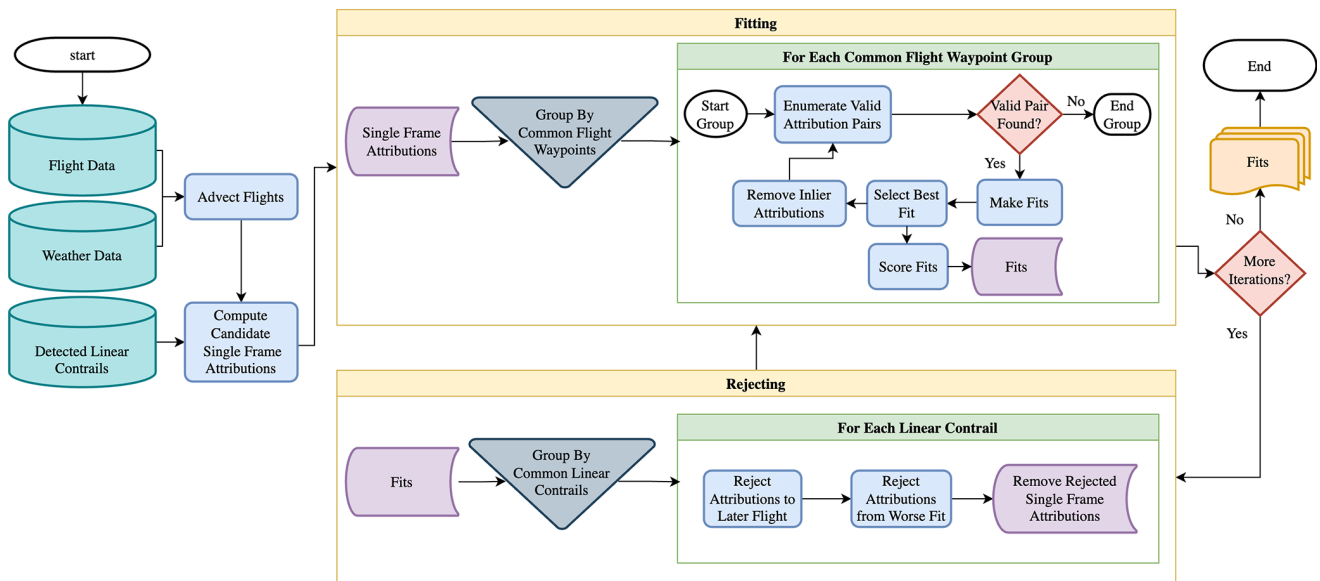 start
Flight Data
Weather Data
Detected Linear
Contrails
Advect Flights
Compute
Candidate
Single Frame
Attributions
Fitting
Single Frame
Attributions
Group By
Common Flight
Waypoints
For Each Common Flight Waypoint Group
Start
Group
Enumerate Valid
Attribution Pairs
Valid Pair
Found?
No
End
Group
Yes
Make Fits
Select Best
Fit
Remove Inlier
Attributions
Score Fits
Fits
Rejecting
Fits
Group By
Common Linear
Contrails
For Each Linear Contrail
Reject
Attributions to
Later Flight
Reject
Attributions
from Worse Fit
Remove Rejected
Single Frame
Attributions
More
Iterations?
Yes
No
Fits
End